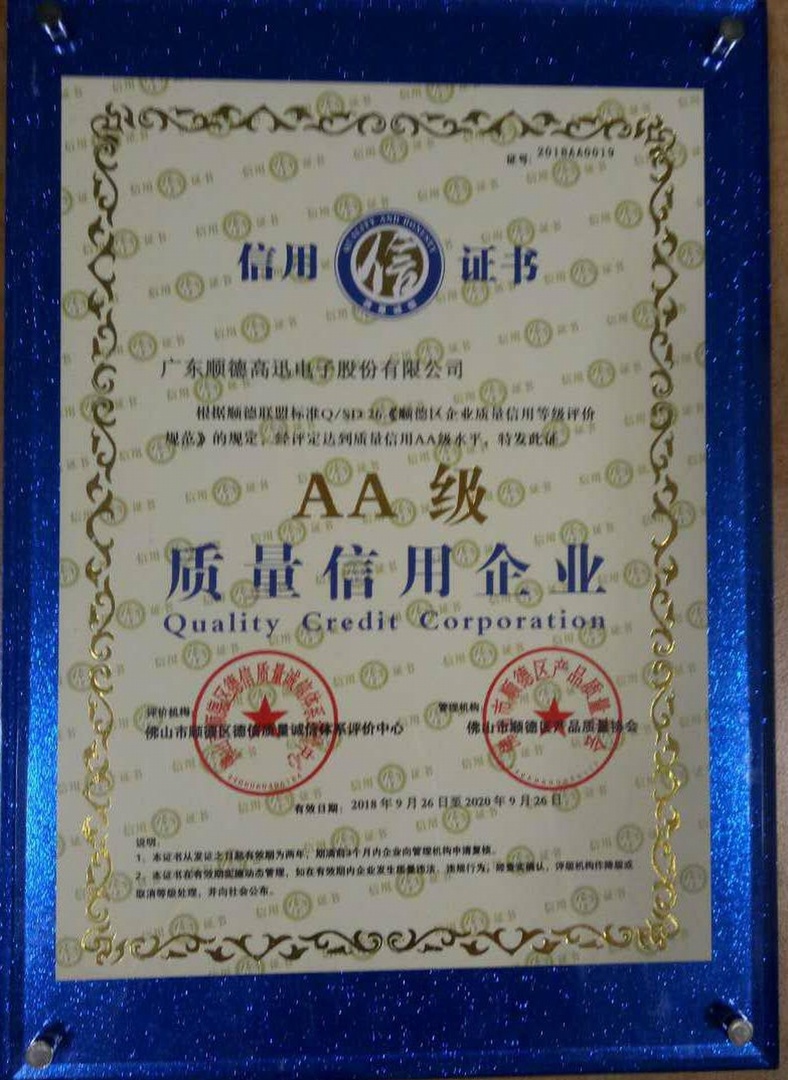 证号: 2018AA0019
QUALITY AND HONESTY
信用 信 证书
广东顺德高迅电子股份有限公司
根据顺德联盟标准Q/SD 26《顺德区企业质量信用等级评价
规范》的规定，经评定达到质量信用AA级水平，特发此证。
AA级
质量信用企业
Quality Credit Corporation
评价机构
佛山市顺德区德信质量诚信体系评价中心
管理机构
佛山市顺德区产品质量协会
有效日期: 2018年9月26日至2020年9月26日
说明:
1、本证书从发证之日起有效期为两年，期满前3个月内企业向管理机构申请复核。
2、本证书在有效期实施动态管理，如在有效期内企业发生质量违法、违规行为，经查实确认，评级机构作降级或
取消等级处理，并向社会公布。